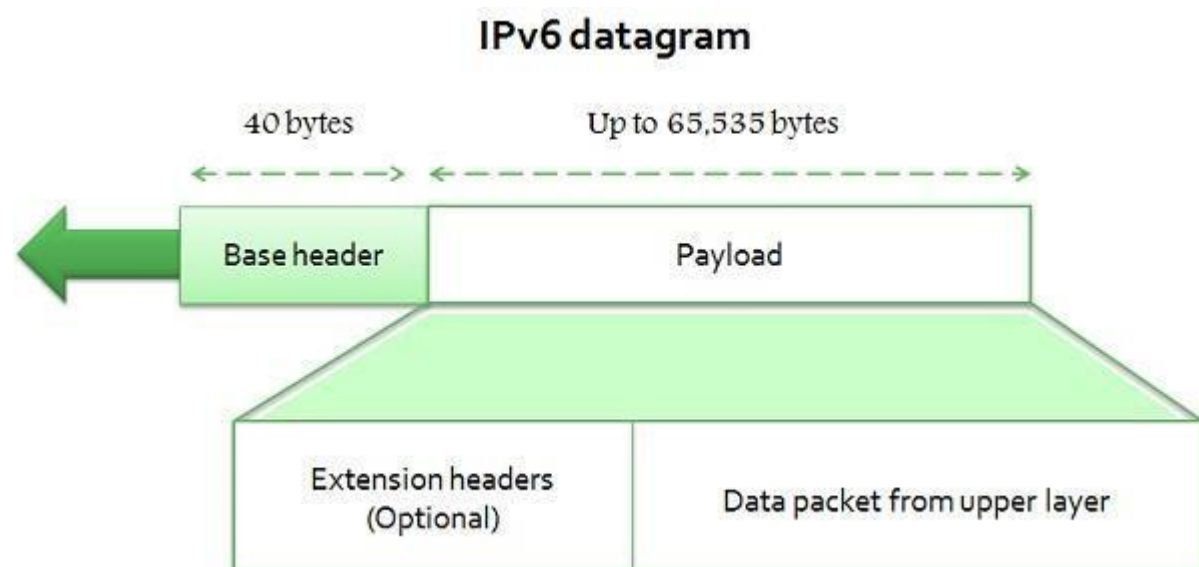 IPv6 datagram
40 bytes
Up to 65,535 bytes
Base header
Payload
Extension headers
(Optional)
Data packet from upper layer